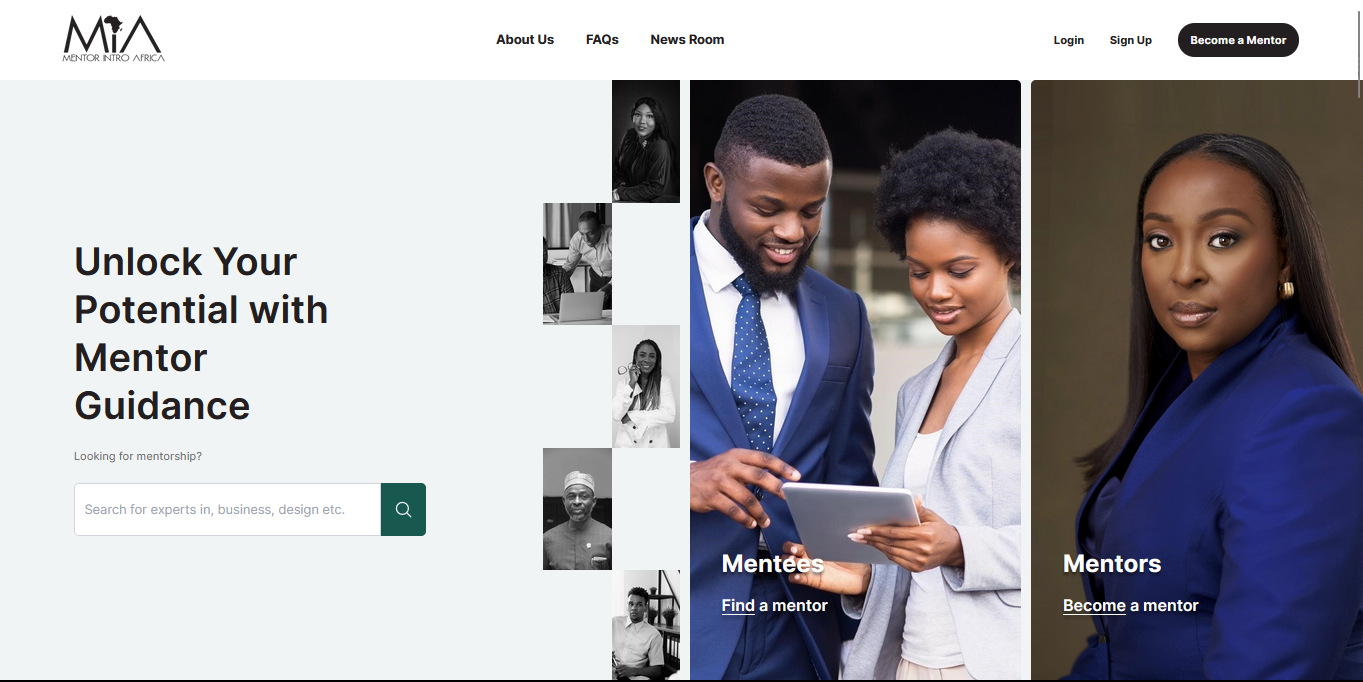 MiA
MENTOR INTRO AFRICA
About Us
FAQs
News Room
Login
Sign Up
Become a Mentor
Unlock Your
Potential with
Mentor
Guidance
Looking for mentorship?
Search for experts in, business, design etc.
Mentees
Find a mentor
Mentors
Become a mentor